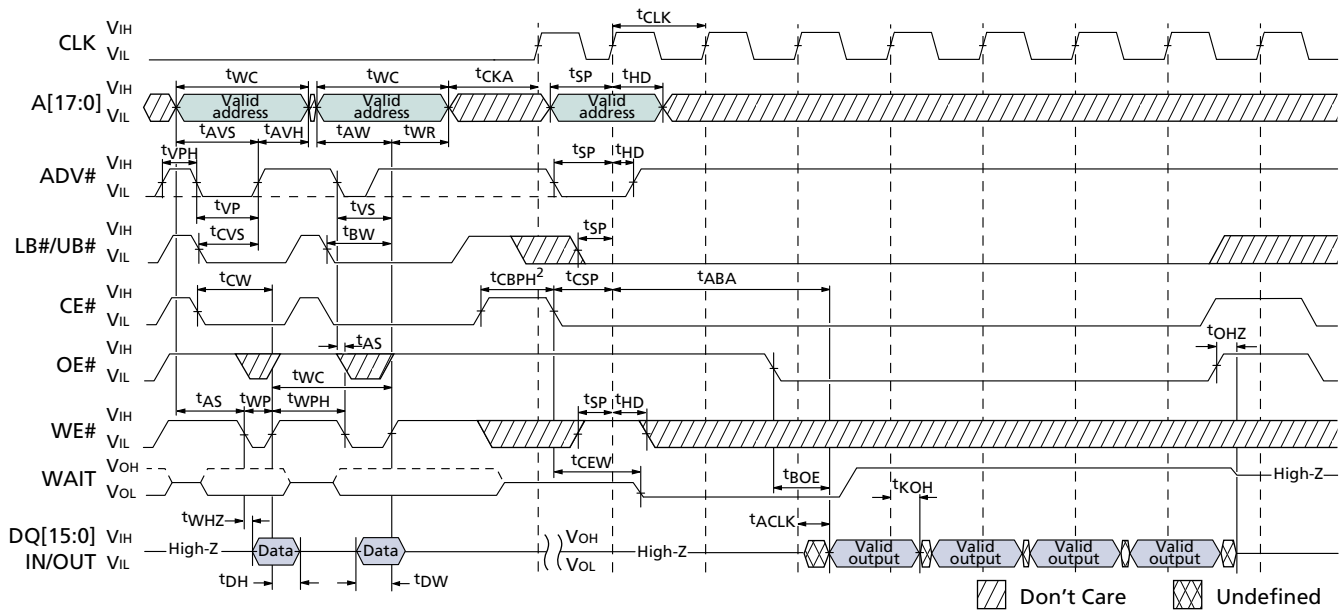 tCLK
CLK VIH
VIL
tWC tWC tCKA tSP tHD
A[17:0] VIH
VIL
Valid address Valid address Valid address
tAVS tAVH tAW tWR
tVPH tSP tHD
ADV# VIH
VIL
tVP tVS
tCVS tBW tSP
LB#/UB# VIH
VIL
tCW tCBPH2 tCSP tABA
CE# VIH
VIL
tAS tOHZ
OE# VIH
VIL
tWC
tAS tWP tWPH tSP tHD
WE# VIH
VIL
tCEW tBOE tKOH
WAIT VOH
VOL
High-Z
tWHZ tACLK
DQ[15:0] IN/OUT VIH
VIL
High-Z Data Data VOH
VOL
High-Z Valid output Valid output Valid output Valid output
tDH tDW
Don't Care Undefined